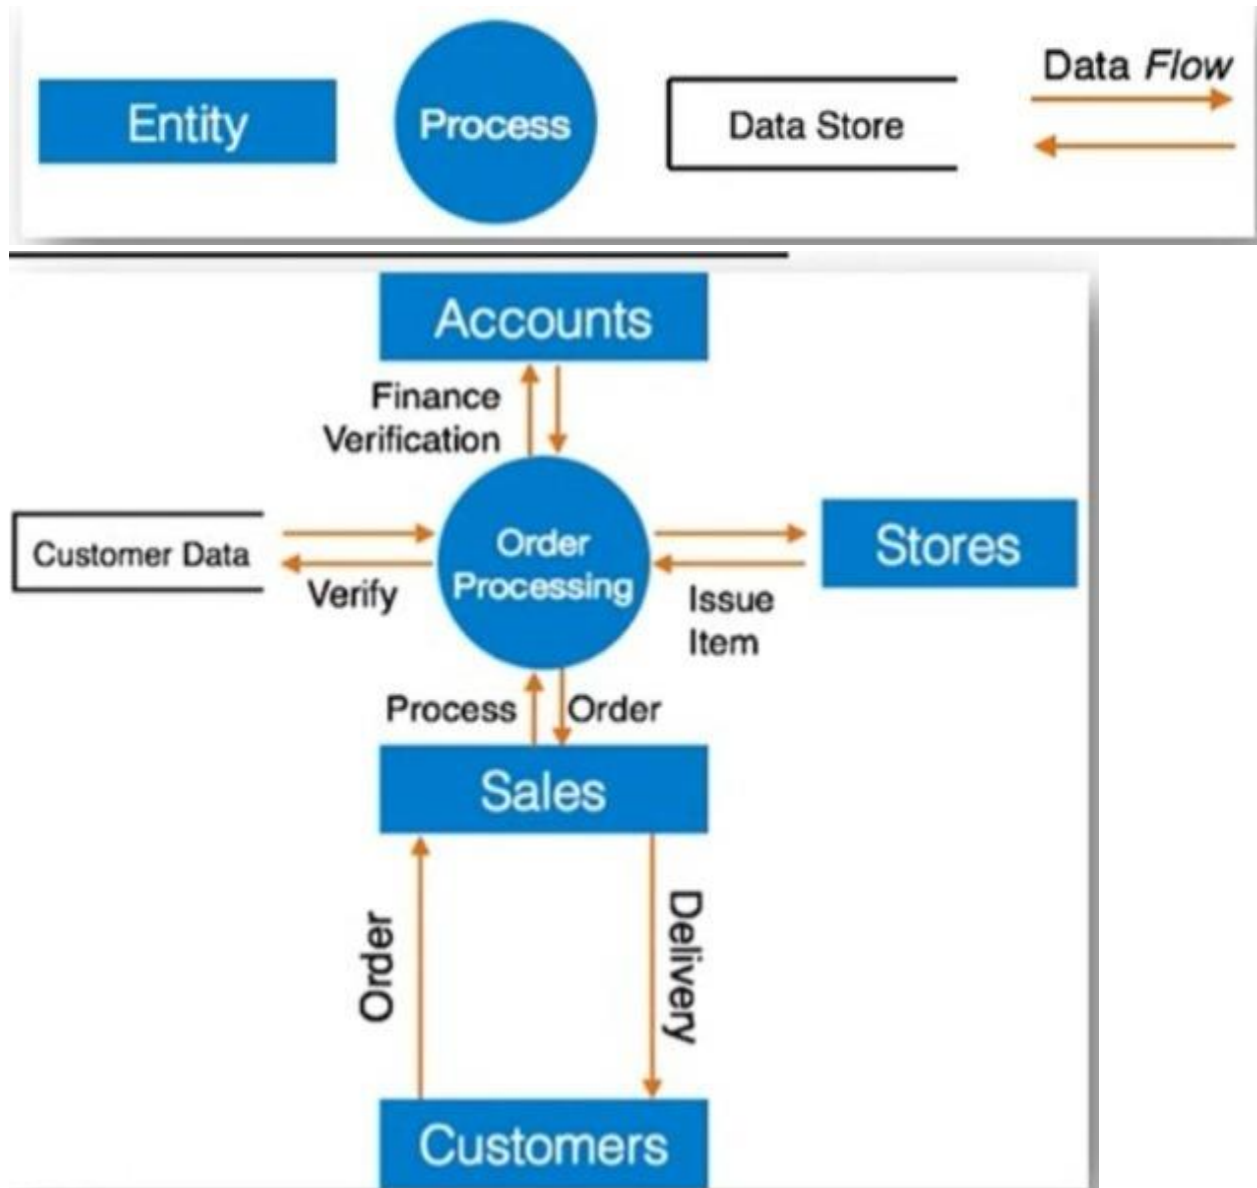 Entity
Process
Data Store
Data Flow
Accounts
Finance
Verification
Customer Data
Verify
Order
Processing
Stores
Issue
Item
Process
Order
Sales
Order
Delivery
Customers